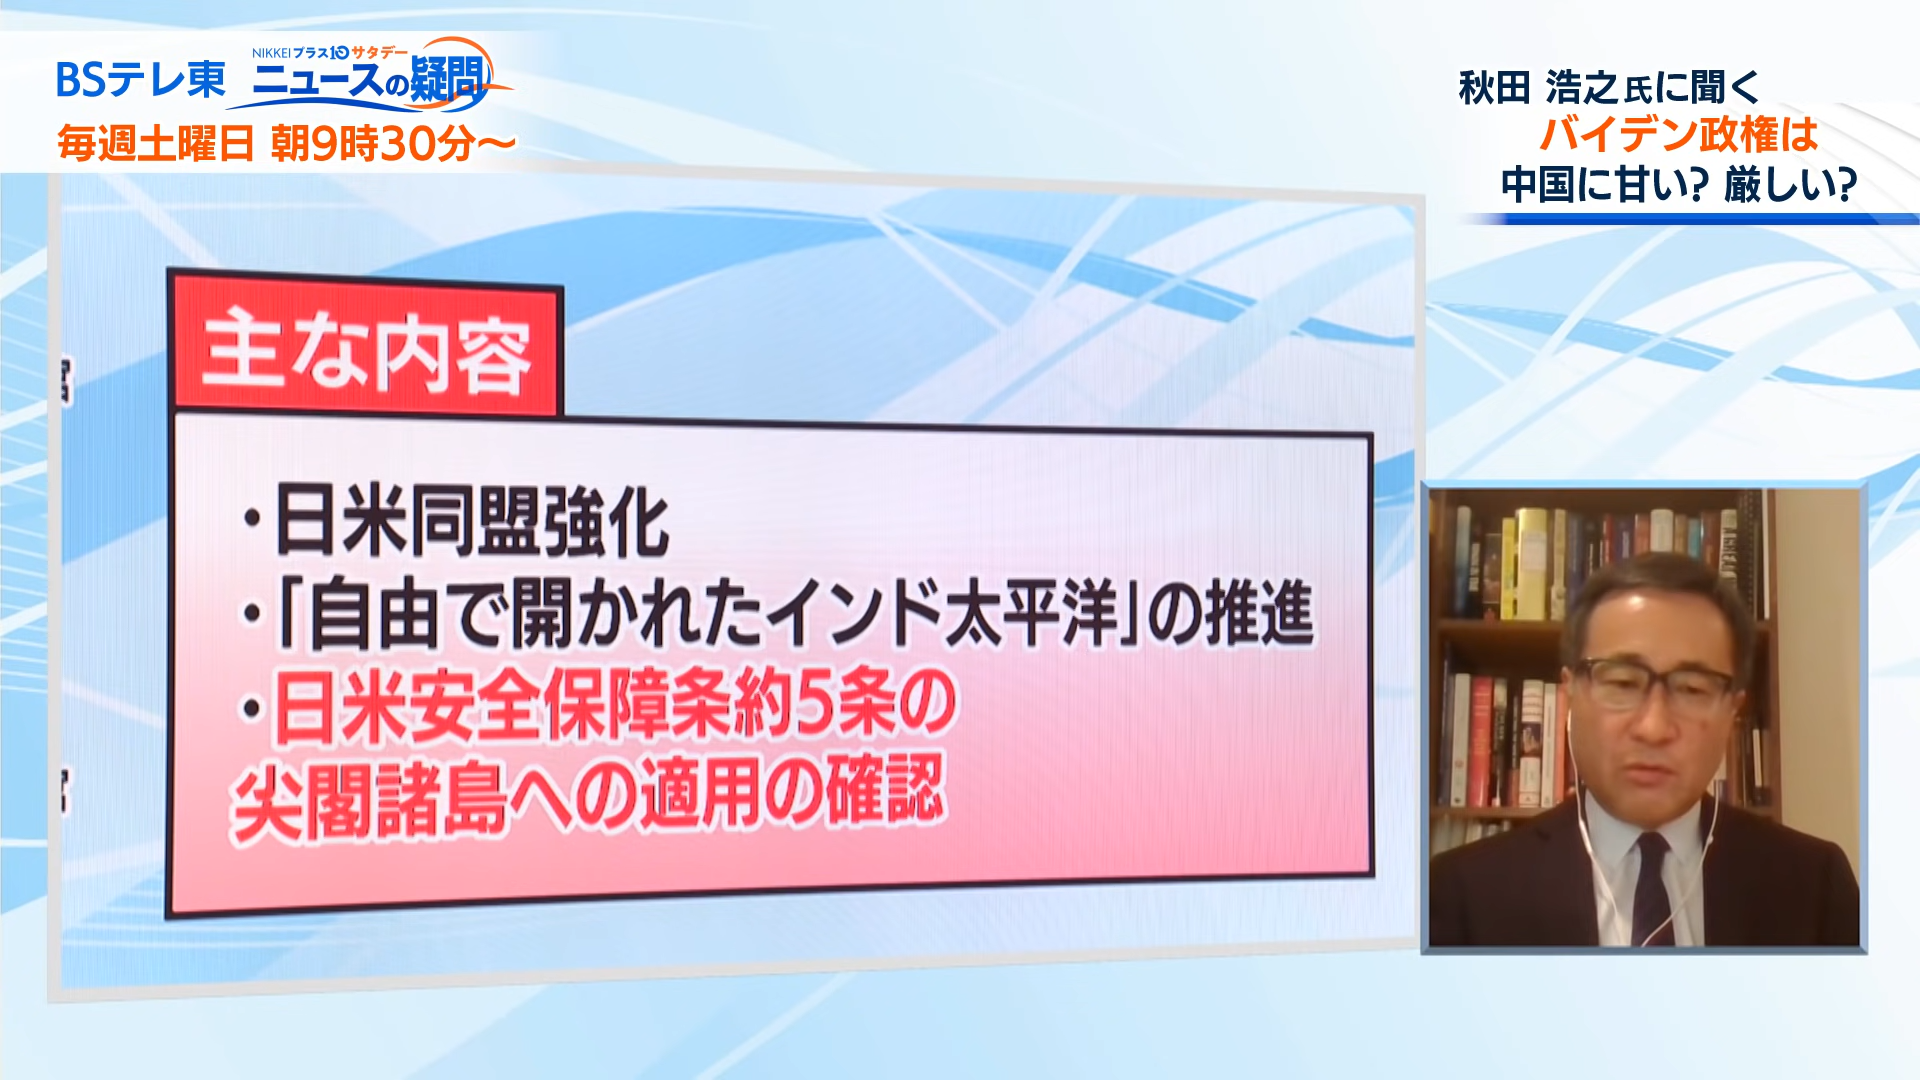 BSテレ東
NIKKEIプラス10サタデー
ニュースの疑問
毎週土曜日 朝9時30分～
秋田 浩之氏に聞く
バイデン政権は
中国に甘い？ 厳しい？
主な内容
・日米同盟強化
・「自由で開かれたインド太平洋」の推進
・日米安全保障条約5条の
尖閣諸島への適用の確認